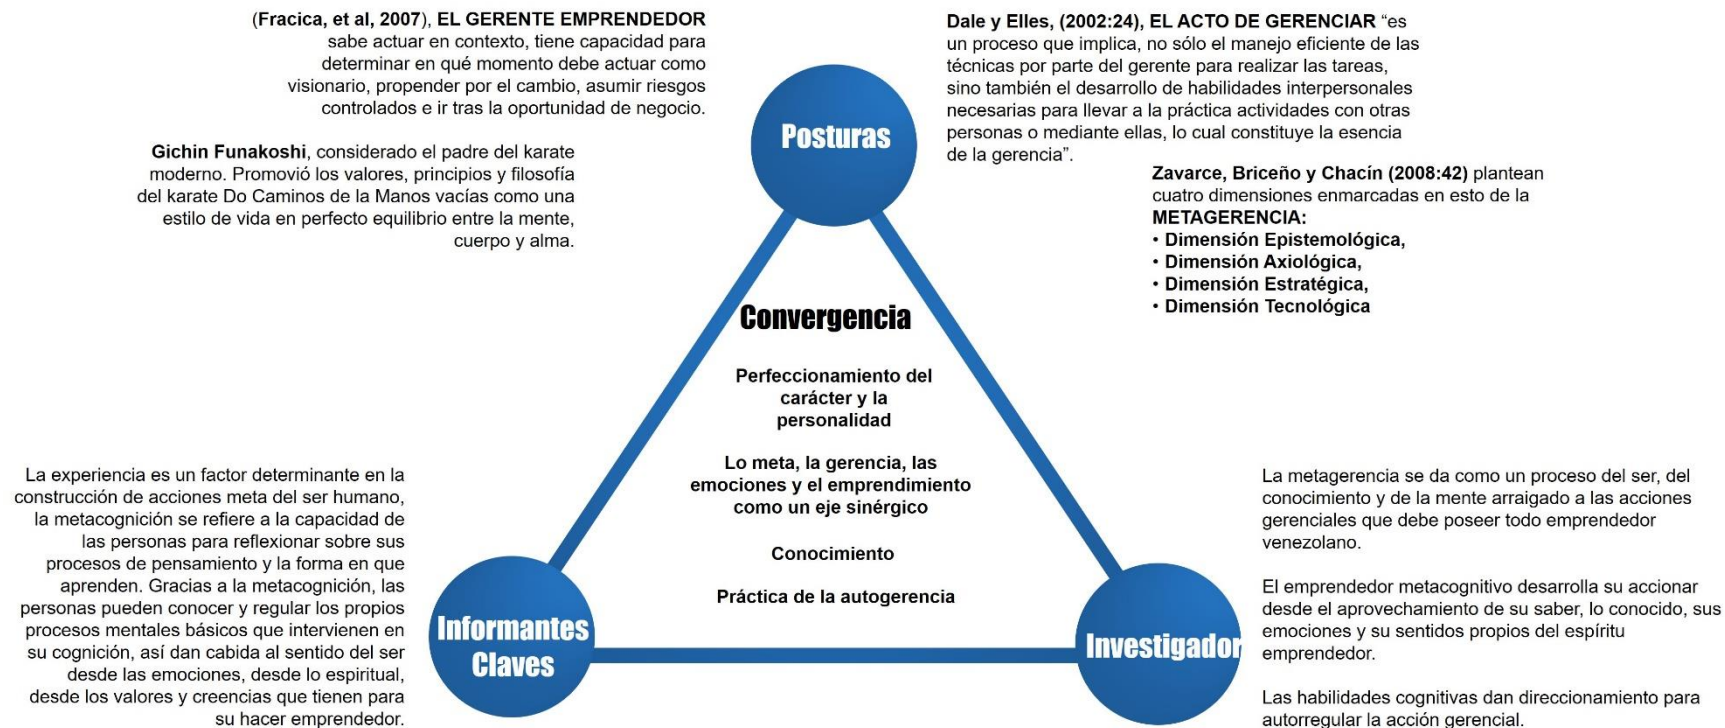 (Fracica, et al, 2007), EL GERENTE EMPRENDEDOR
sabe actuar en contexto, tiene capacidad para
determinar en qué momento debe actuar como
visionario, propender por el cambio, asumir riesgos
controlados e ir tras la oportunidad de negocio.
Gichin Funakoshi, considerado el padre del karate
moderno. Promovió los valores, principios y filosofía
del karate Do Caminos de la Manos vacías como una
estilo de vida en perfecto equilibrio entre la mente,
cuerpo y alma.
Posturas
Dale y Elles, (2002:24), EL ACTO DE GERENCIAR “es
un proceso que implica, no sólo el manejo eficiente de las
técnicas por parte del gerente para realizar las tareas,
sino también el desarrollo de habilidades interpersonales
necesarias para llevar a la práctica actividades con otras
personas o mediante ellas, lo cual constituye la esencia
de la gerencia”.
Zavarce, Briceño y Chacín (2008:42) plantean
cuatro dimensiones enmarcadas en esto de la
METAGERENCIA:
• Dimensión Epistemológica,
• Dimensión Axiológica,
• Dimensión Estratégica,
• Dimensión Tecnológica
Convergencia
Perfeccionamiento del
carácter y la
personalidad
Lo meta, la gerencia, las
emociones y el emprendimiento
como un eje sinérgico
Conocimiento
Práctica de la autogerencia
La experiencia es un factor determinante en la
construcción de acciones meta del ser humano,
la metacognición se refiere a la capacidad de
las personas para reflexionar sobre sus
procesos de pensamiento y la forma en que
aprenden. Gracias a la metacognición, las
personas pueden conocer y regular los propios
procesos mentales básicos que intervienen en
su cognición, así dan cabida al sentido del ser
desde las emociones, desde lo espiritual,
desde los valores y creencias que tienen para
su hacer emprendedor.
Informantes
Claves
Investigador
La metagerencia se da como un proceso del ser, del
conocimiento y de la mente arraigado a las acciones
gerenciales que debe poseer todo emprendedor
venezolano.
El emprendedor metacognitivo desarrolla su accionar
desde el aprovechamiento de su saber, lo conocido, sus
emociones y su sentidos propios del espíritu
emprendedor.
Las habilidades cognitivas dan direccionamiento para
autorregular la acción gerencial.